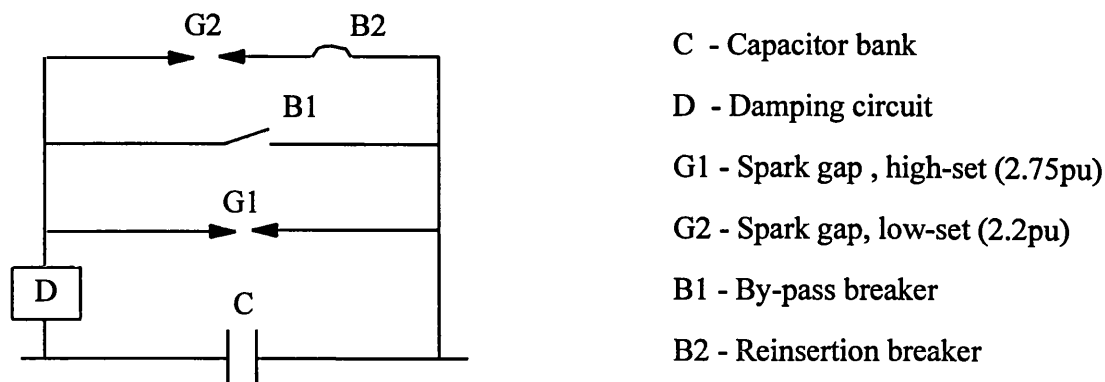 G2
B2
B1
G1
D
C
C - Capacitor bank
D - Damping circuit
G1 - Spark gap , high-set (2.75pu)
G2 - Spark gap, low-set (2.2pu)
B1 - By-pass breaker
B2 - Reinsertion breaker